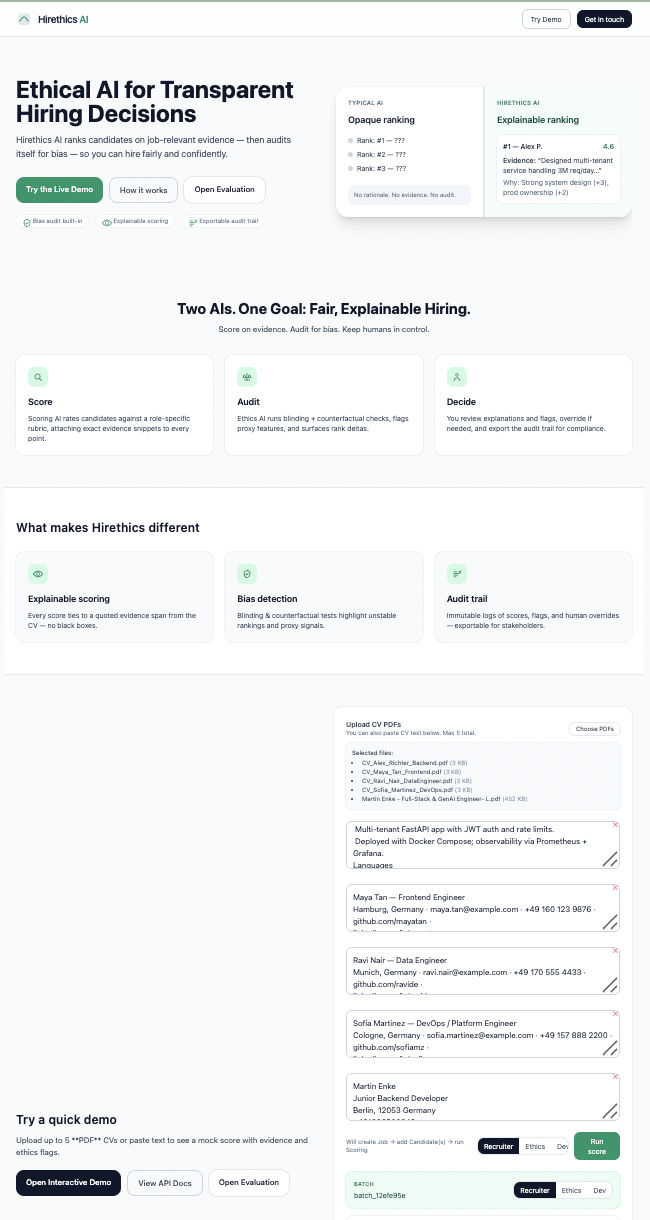 Hirethics AI
Try Demo
Get in touch
Ethical AI for Transparent
Hiring Decisions
Hirethics AI ranks candidates on job-relevant evidence — then audits
itself for bias — so you can hire fairly and confidently.
Try the Live Demo
How it works
Open Evaluation
Bias audit built-in
Explainable scoring
Exportable audit trail
TYPICAL AI
Opaque ranking
Rank: #1 — ???
Rank: #2 — ???
Rank: #3 — ???
No rationale. No evidence. No audit.
HIRETHICS AI
Explainable ranking
#1 — Alex P.
4.6
Evidence: “Designed multi-tenant
service handling 3M req/day…”
Why: Strong system design (+3),
prod ownership (+2)
Two AIs. One Goal: Fair, Explainable Hiring.
Score on evidence. Audit for bias. Keep humans in control.
Score
Scoring AI rates candidates against a role-specific
rubric, attaching exact evidence snippets to every
point.
Audit
Ethics AI runs blinding + counterfactual checks, flags
proxy features, and surfaces rank deltas.
Decide
You review explanations and flags, override if
needed, and export the audit trail for compliance.
What makes Hirethics different
Explainable scoring
Every score ties to a quoted evidence span from the
CV — no black boxes.
Bias detection
Blinding & counterfactual tests highlight unstable
rankings and proxy signals.
Audit trail
Immutable logs of scores, flags, and human overrides
— exportable for stakeholders.
Try a quick demo
Upload up to 5 **PDF** CVs or paste text to see a mock score with evidence and
ethics flags.
Open Interactive Demo
View API Docs
Open Evaluation
Upload CV PDFs
You can also paste CV text below. Max 5 total.
Choose PDFs
Selected files:
CV_Alex_Richter_Backend.pdf (3 KB)
CV_Maya_Tan_Frontend.pdf (3 KB)
CV_Ravi_Nair_DataEngineer.pdf (3 KB)
CV_Sofia_Martinez_DevOps.pdf (3 KB)
Martin Enke - Full-Stack & GenAI Engineer- L.pdf (452 KB)
Multi-tenant FastAPI app with JWT auth and rate limits.
Deployed with Docker Compose; observability via Prometheus +
Grafana.
Languages
Maya Tan — Frontend Engineer
Hamburg, Germany · maya.tan@example.com · +49 160 123 9876 ·
github.com/mayatan ·
Ravi Nair — Data Engineer
Munich, Germany · ravi.nair@example.com · +49 170 555 4433 ·
github.com/ravide ·
Sofía Martínez — DevOps / Platform Engineer
Cologne, Germany · sofia.martinez@example.com · +49 157 888 2200 ·
github.com/sofiamz ·
Martin Enke
Junior Backend Developer
Berlin, 12053 Germany
Will create Job → add Candidate(s) → run
Scoring
Recruiter
Ethics
Dev
Run
score
BATCH
batch_12efe95e
Recruiter
Ethics
Dev